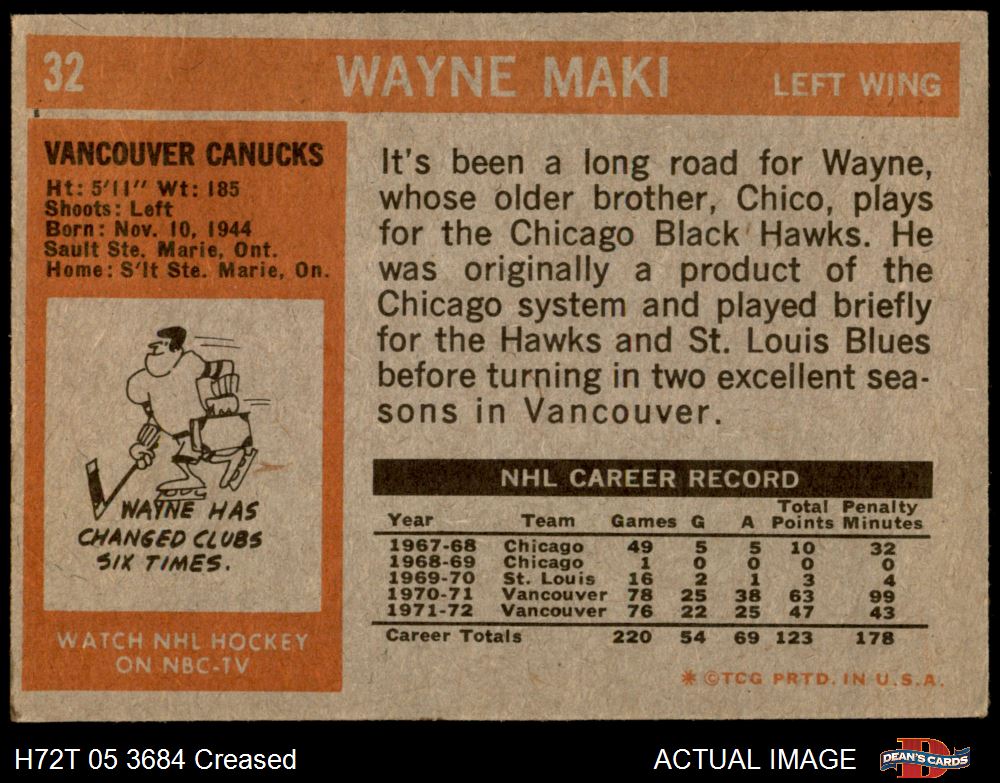 32 WAYNE MAKI LEFT WING
VANCOUVER CANUCKS
Ht: 5'11" Wt: 185
Shoots: Left
Born: Nov. 10, 1944
Sault Ste. Marie, Ont.
Home: S'lt Ste. Marie, On.
WAYNE HAS
CHANGED CLUBS
SIX TIMES.
WATCH NHL HOCKEY
ON NBC-TV
It's been a long road for Wayne,
whose older brother, Chico, plays
for the Chicago Black Hawks. He
was originally a product of the
Chicago system and played briefly
for the Hawks and St. Louis Blues
before turning in two excellent sea-
sons in Vancouver.
NHL CAREER RECORD
Total Penalty
Year Team Games G A Points Minutes
1967-68 Chicago 49 5 5 10 32
1968-69 Chicago 1 0 0 0 0
1969-70 St. Louis 16 2 1 3 4
1970-71 Vancouver 78 25 38 63 99
1971-72 Vancouver 76 22 25 47 43
Career Totals 220 54 69 123 178
* ©TCG PRTD. IN U.S.A.
H72T 05 3684 Creased
ACTUAL IMAGE
D
DEAN'S CARDS